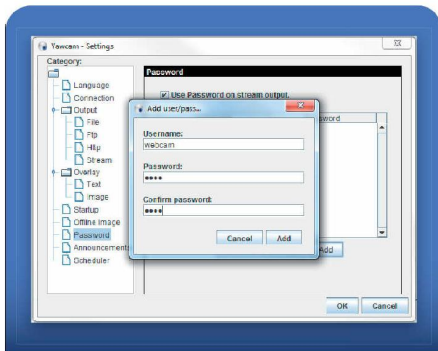 Yawcam - Settings
Category:
Language
Connection
Output
File
Ftp
Http
Stream
Overlay
Text
Image
Startup
Offline Image
Password
Announcements
Scheduler
Password
Use Password on stream output.
Add user/pass...
Username:
webcam
Password:
••••
Confirm password:
••••
Cancel Add
Add
OK Cancel